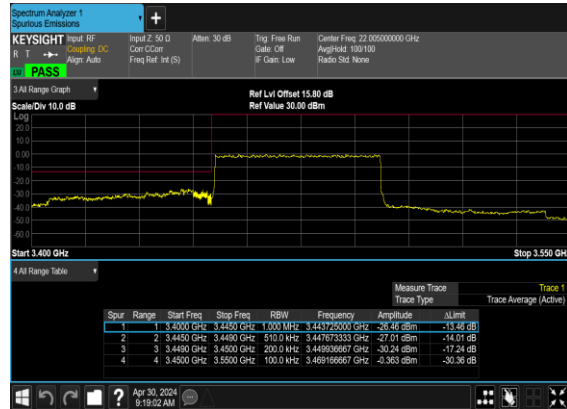 Spectrum Analyzer 1
Spurious Emissions
+
KEYSIGHT Input: RF Input Z: 50 Ω Atten: 30 dB Trig: Free Run Center Freq: 22.005000000 GHz
R T Coupling: DC Corr CCorr Gate: Off Avg|Hold: 100/100
Align: Auto Freq Ref: Int (S) IF Gain: Low Radio Std: None
PASS
3 All Range Graph
Ref Lvl Offset 15.80 dB
Scale/Div 10.0 dB Ref Value 30.00 dBm
Log
20.0
10.0
0.00
-10.0
-20.0
-30.0
-40.0
-50.0
-60.0
Start 3.400 GHz Stop 3.550 GHz
4 All Range Table
Measure Trace Trace 1
Trace Type Trace Average (Active)
Spur Range Start Freq Stop Freq RBW Frequency Amplitude ΔLimit
1 1 3.4000 GHz 3.4450 GHz 1.000 MHz 3.443725000 GHz -26.46 dBm -13.46 dB
2 2 3.4450 GHz 3.4490 GHz 510.0 kHz 3.447673333 GHz -27.01 dBm -14.01 dB
3 3 3.4490 GHz 3.4500 GHz 200.0 kHz 3.449936667 GHz -30.24 dBm -17.24 dB
4 4 3.4500 GHz 3.5500 GHz 100.0 kHz 3.469166667 GHz -0.363 dBm -30.36 dB
? Apr 30, 2024
9:19:02 AM